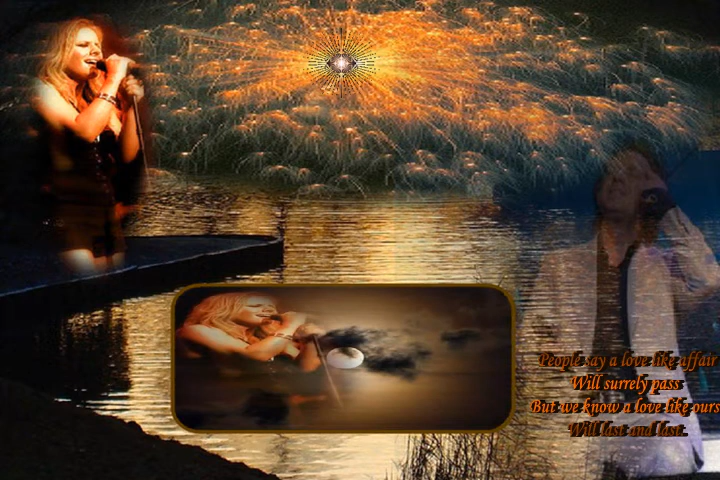 People say a love like affair
Will surrely pass
But we know a love like ours
Will last and last